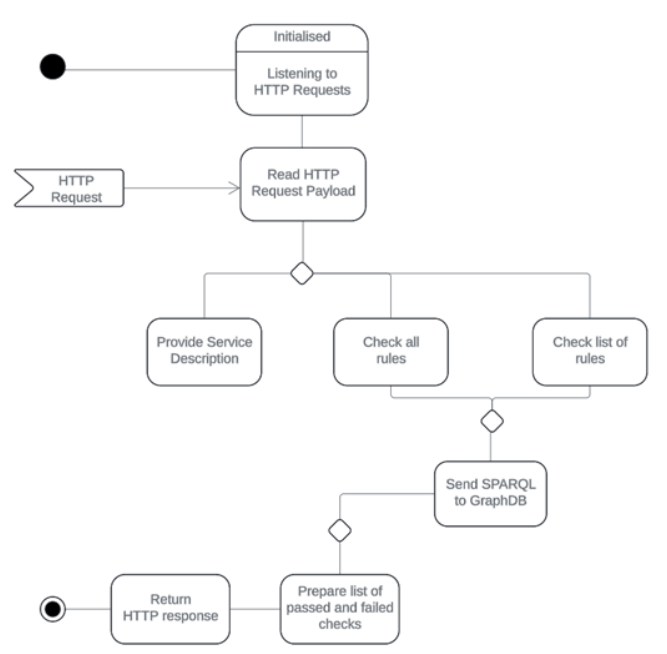 Initialised
Listening to
HTTP Requests
HTTP
Request
Read HTTP
Request Payload
Provide Service
Description
Check all
rules
Check list of
rules
Send SPARQL
to GraphDB
Return
HTTP response
Prepare list of
passed and failed
checks